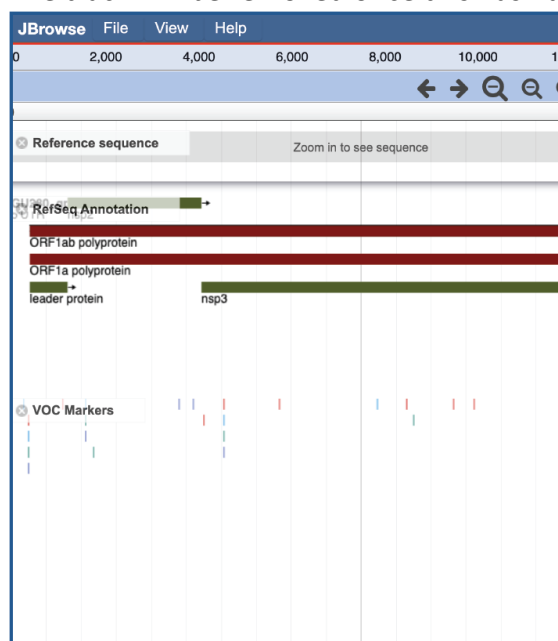 JBrowse File View Help
0 2,000 4,000 6,000 8,000 10,000 1
Reference sequence Zoom in to see sequence
RefSeq Annotation
ORF1ab polyprotein
ORF1a polyprotein
leader protein nsp3
VOC Markers